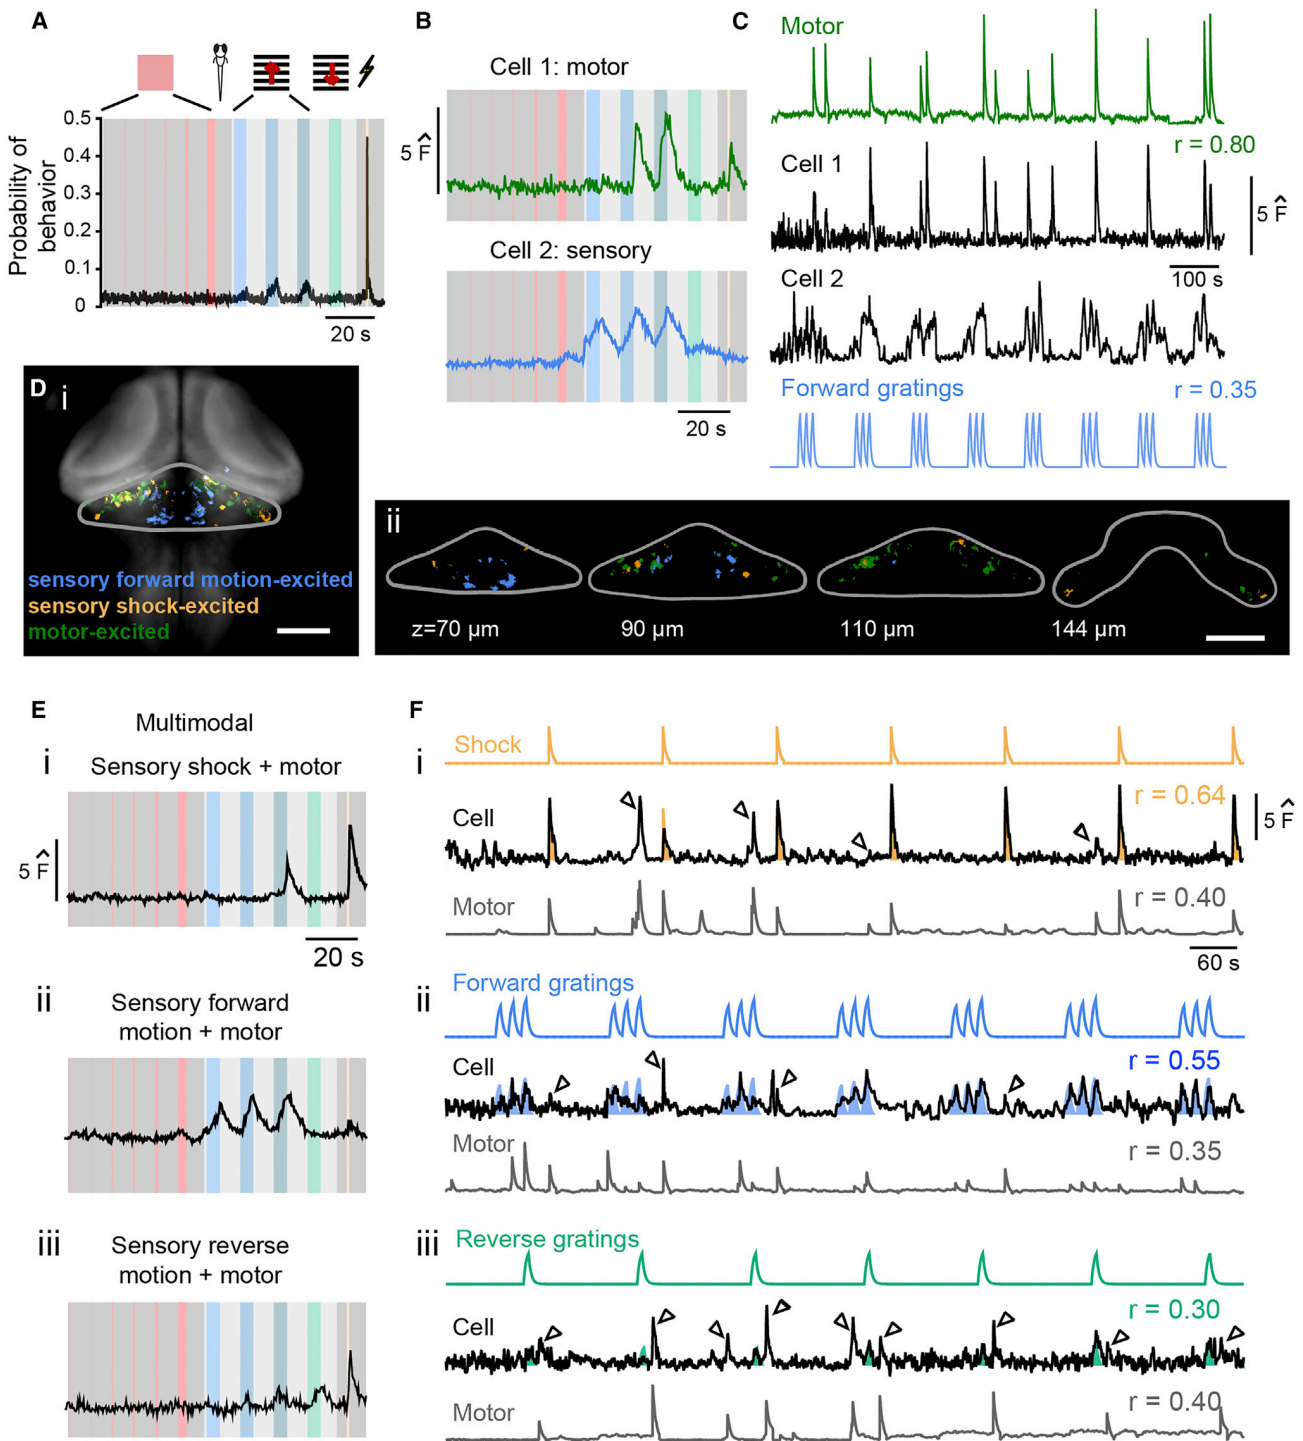 A
Probability of
behavior
0.5
0.4
0.3
0.2
0.1
0
20 s
B
Cell 1: motor
5 F̂
Cell 2: sensory
20 s
C
Motor
r = 0.80
Cell 1
5 F̂
100 s
Cell 2
Forward gratings
r = 0.35
D
i
sensory forward motion-excited
sensory shock-excited
motor-excited
ii
z=70 µm
90 µm
110 µm
144 µm
E
Multimodal
i
Sensory shock + motor
5 F̂
20 s
ii
Sensory forward
motion + motor
iii
Sensory reverse
motion + motor
F
i
Shock
Cell
r = 0.64
5 F̂
Motor
r = 0.40
60 s
ii
Forward gratings
Cell
r = 0.55
Motor
r = 0.35
iii
Reverse gratings
Cell
r = 0.30
Motor
r = 0.40